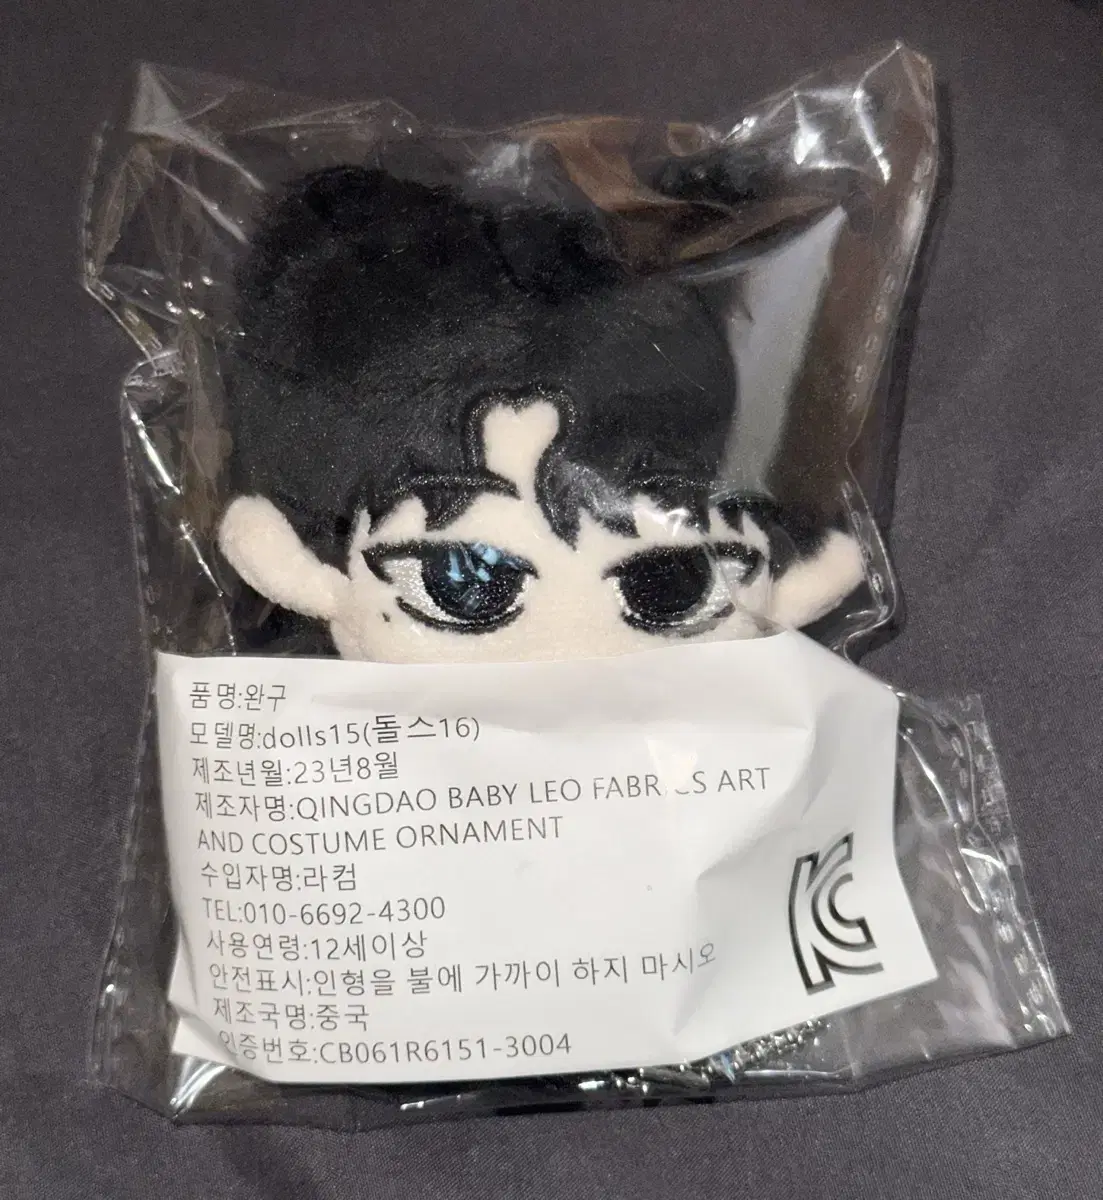 품명:완구
모델명:dolls15(돌스16)
제조년월:23년8월
제조자명:QINGDAO BABY LEO ART
AND COSTUME ORNAMENT
수입자명:라컴
TEL:010-6692-4300
사용연령:12세이상
안전표시:인형을 불에 가까이 하지 마시오
제조국명:중국
인증번호:CB061R6151-3004
KC